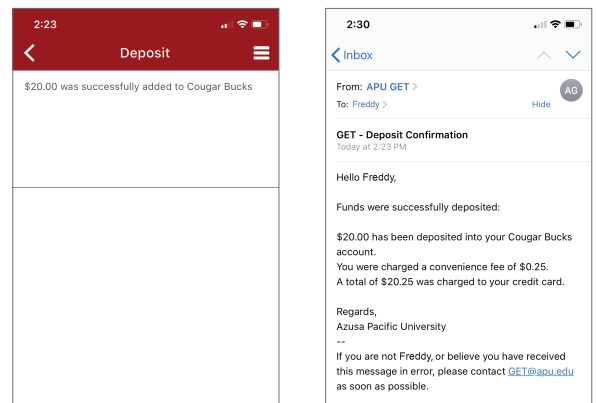 2:23
Deposit
$20.00 was successfully added to Cougar Bucks
2:30
Inbox
From: APU GET
AG
To: Freddy
Hide
GET - Deposit Confirmation
Today at 2:23 PM
Hello Freddy,
Funds were successfully deposited:
$20.00 has been deposited into your Cougar Bucks
account.
You were charged a convenience fee of $0.25.
A total of $20.25 was charged to your credit card.
Regards,
Azusa Pacific University
--
If you are not Freddy, or believe you have received
this message in error, please contact GET@apu.edu
as soon as possible.